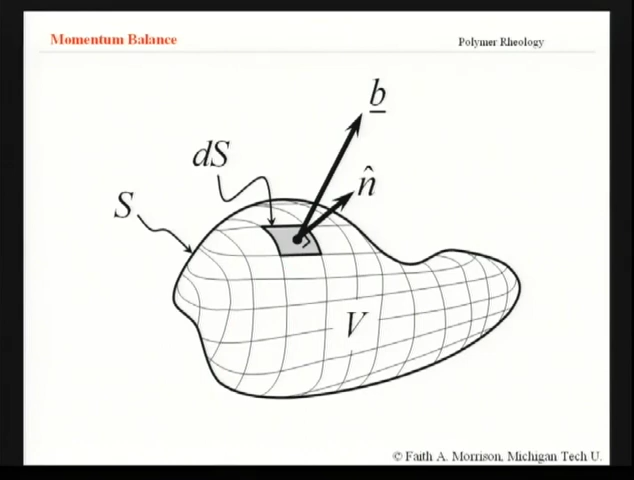 Momentum Balance
Polymer Rheology
b
dS
n̂
S
V
© Faith A. Morrison, Michigan Tech U.